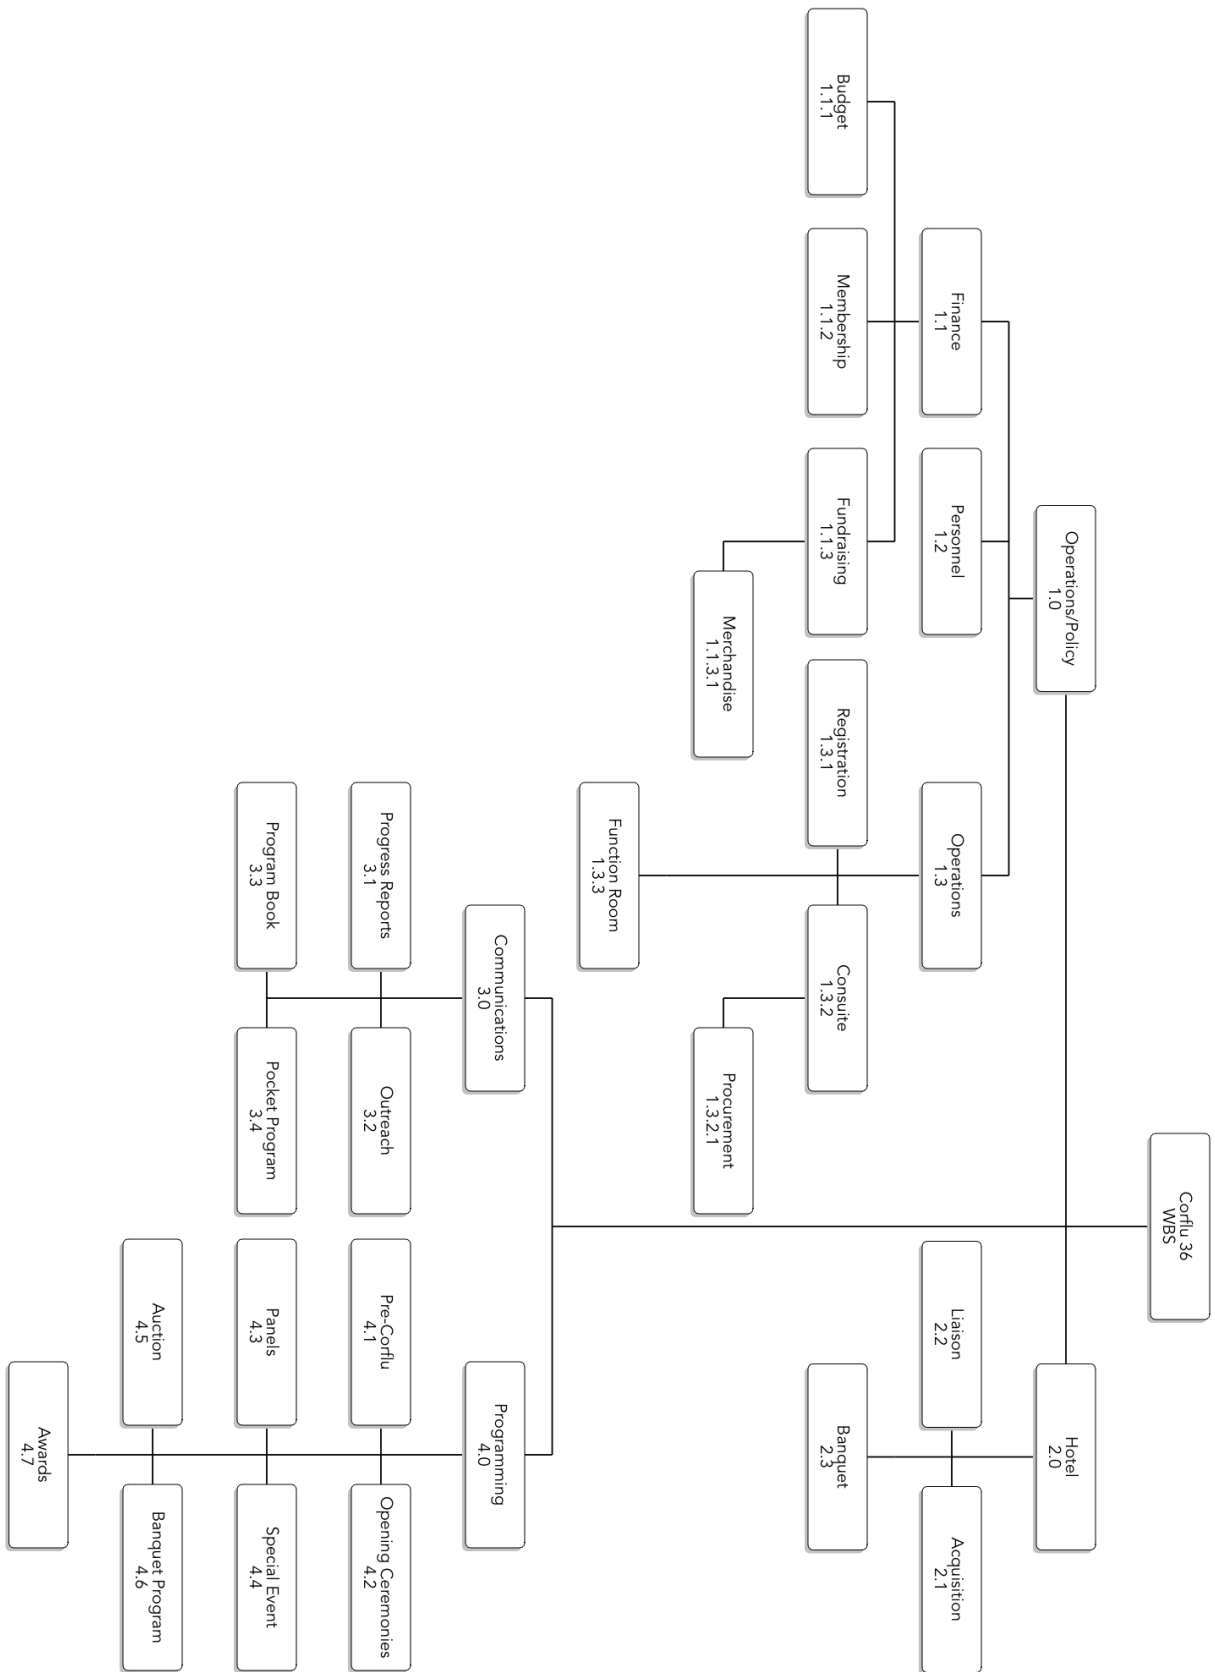 Corflu 36
WBS
Operations/Policy
1.0
Hotel
2.0
Finance
1.1
Personnel
1.2
Operations
1.3
Liaison
2.2
Acquisition
2.1
Budget
1.1.1
Membership
1.1.2
Fundraising
1.1.3
Registration
1.3.1
Consuite
1.3.2
Banquet
2.3
Merchandise
1.1.3.1
Procurement
1.3.2.1
Function Room
1.3.3
Communications
3.0
Programming
4.0
Progress Reports
3.1
Outreach
3.2
Pre-Corflu
4.1
Opening Ceremonies
4.2
Program Book
3.3
Pocket Program
3.4
Panels
4.3
Special Event
4.4
Auction
4.5
Banquet Program
4.6
Awards
4.7